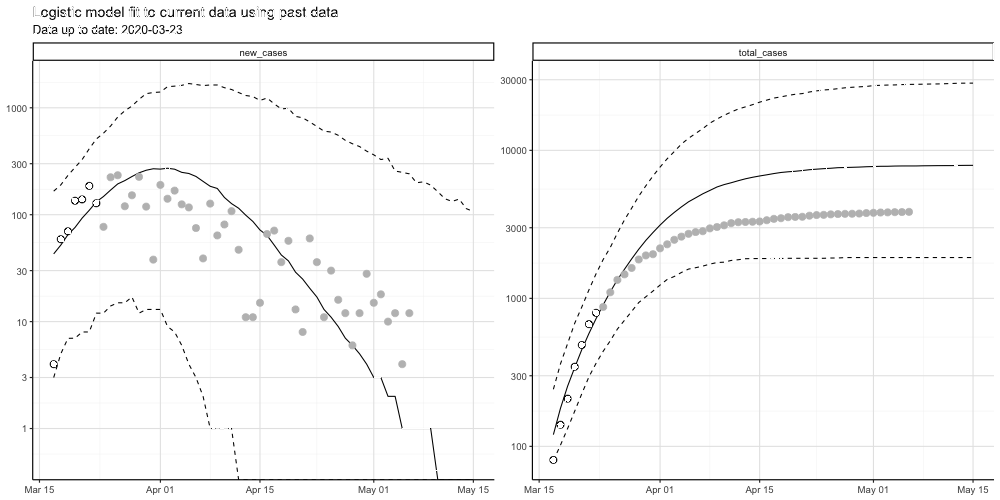 Logistic model fit to current data using past data
Data up to date: 2020-03-23
new_cases
total_cases
1000
300
100
30
10
3
1
30000
10000
3000
1000
300
100
Mar 15
Apr 01
Apr 15
May 01
May 15
Mar 15
Apr 01
Apr 15
May 01
May 15